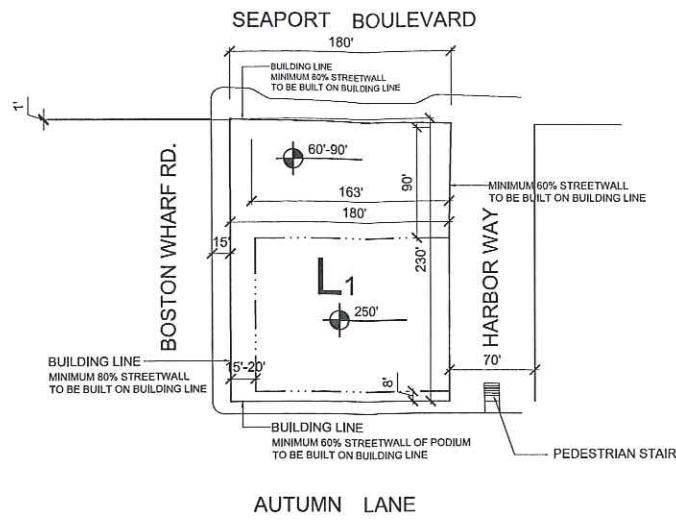 SEAPORT BOULEVARD
180'
BUILDING LINE
MINIMUM 80% STREETWALL
TO BE BUILT ON BUILDING LINE
1'
BOSTON WHARF RD.
60'-90'
90'
163'
MINIMUM 60% STREETWALL
TO BE BUILT ON BUILDING LINE
180'
15'
230'
HARBOR WAY
L1
250'
BUILDING LINE
MINIMUM 80% STREETWALL
TO BE BUILT ON BUILDING LINE
15'-20'
8'
70'
BUILDING LINE
MINIMUM 60% STREETWALL OF PODIUM
TO BE BUILT ON BUILDING LINE
PEDESTRIAN STAIR
AUTUMN LANE